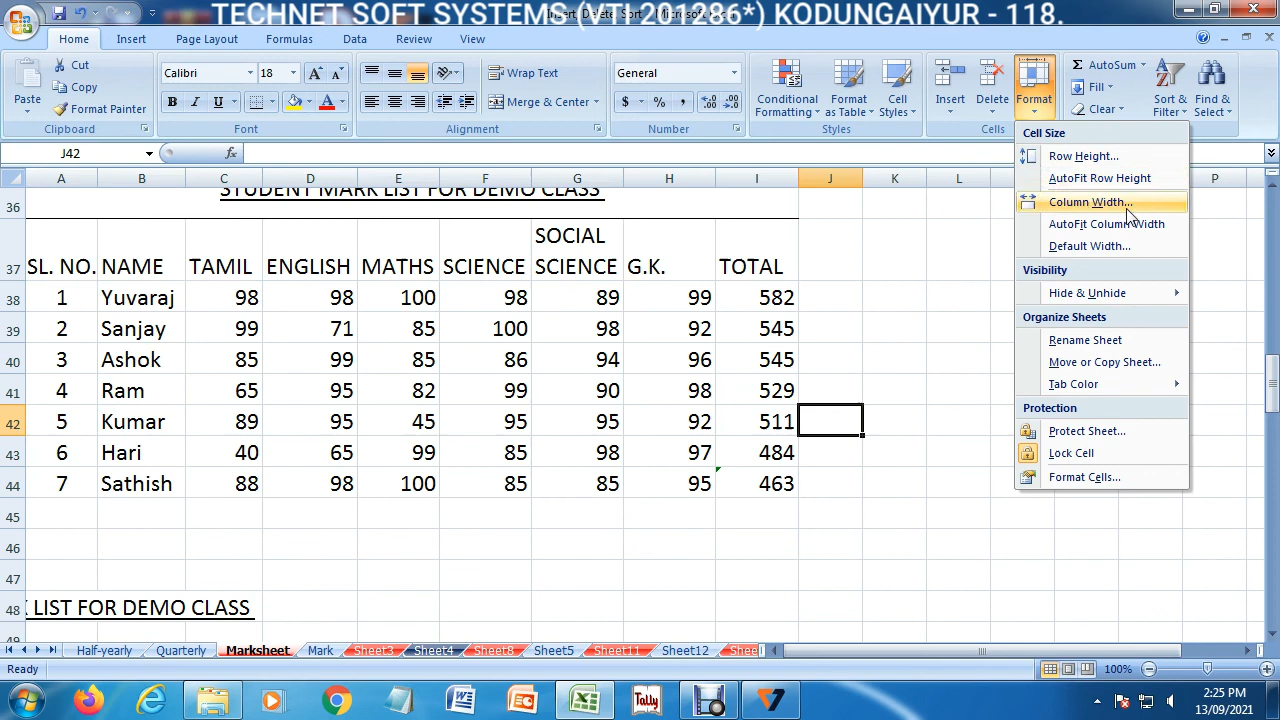 TECHNET SOFT SYSTEMS (M1 201286*) KODUNGAIYUR - 118.
Home Insert Page Layout Formulas Data Review View
Cut
Copy
Format Painter
Paste
Clipboard
Calibri 18
B I U
Font
Wrap Text
Merge & Center
Alignment
General
$ % ,
Number
Conditional Formatting
Format as Table
Cell Styles
Styles
Insert Delete Format
Cells
Σ AutoSum
Fill
Clear
Sort & Filter
Find & Select
J42 fx
A B C D E F G H I J K L P
36 STUDENT MARK LIST FOR DEMO CLASS
37 SL. NO. NAME TAMIL ENGLISH MATHS SCIENCE SOCIAL SCIENCE G.K. TOTAL
38 1 Yuvaraj 98 98 100 98 89 99 582
39 2 Sanjay 99 71 85 100 98 92 545
40 3 Ashok 85 99 85 86 94 96 545
41 4 Ram 65 95 82 99 90 98 529
42 5 Kumar 89 95 45 95 95 92 511
43 6 Hari 40 65 99 85 98 97 484
44 7 Sathish 88 98 100 85 85 95 463
45
46
47
48 LIST FOR DEMO CLASS
49
Cell Size
Row Height...
AutoFit Row Height
Column Width...
AutoFit Column Width
Default Width...
Visibility
Hide & Unhide
Organize Sheets
Rename Sheet
Move or Copy Sheet...
Tab Color
Protection
Protect Sheet...
Lock Cell
Format Cells...
Half-yearly Quarterly Marksheet Mark Sheet3 Sheet4 Sheet8 Sheet5 Sheet11 Sheet12 Shee
Ready 100%
Tally
2:25 PM
13/09/2021